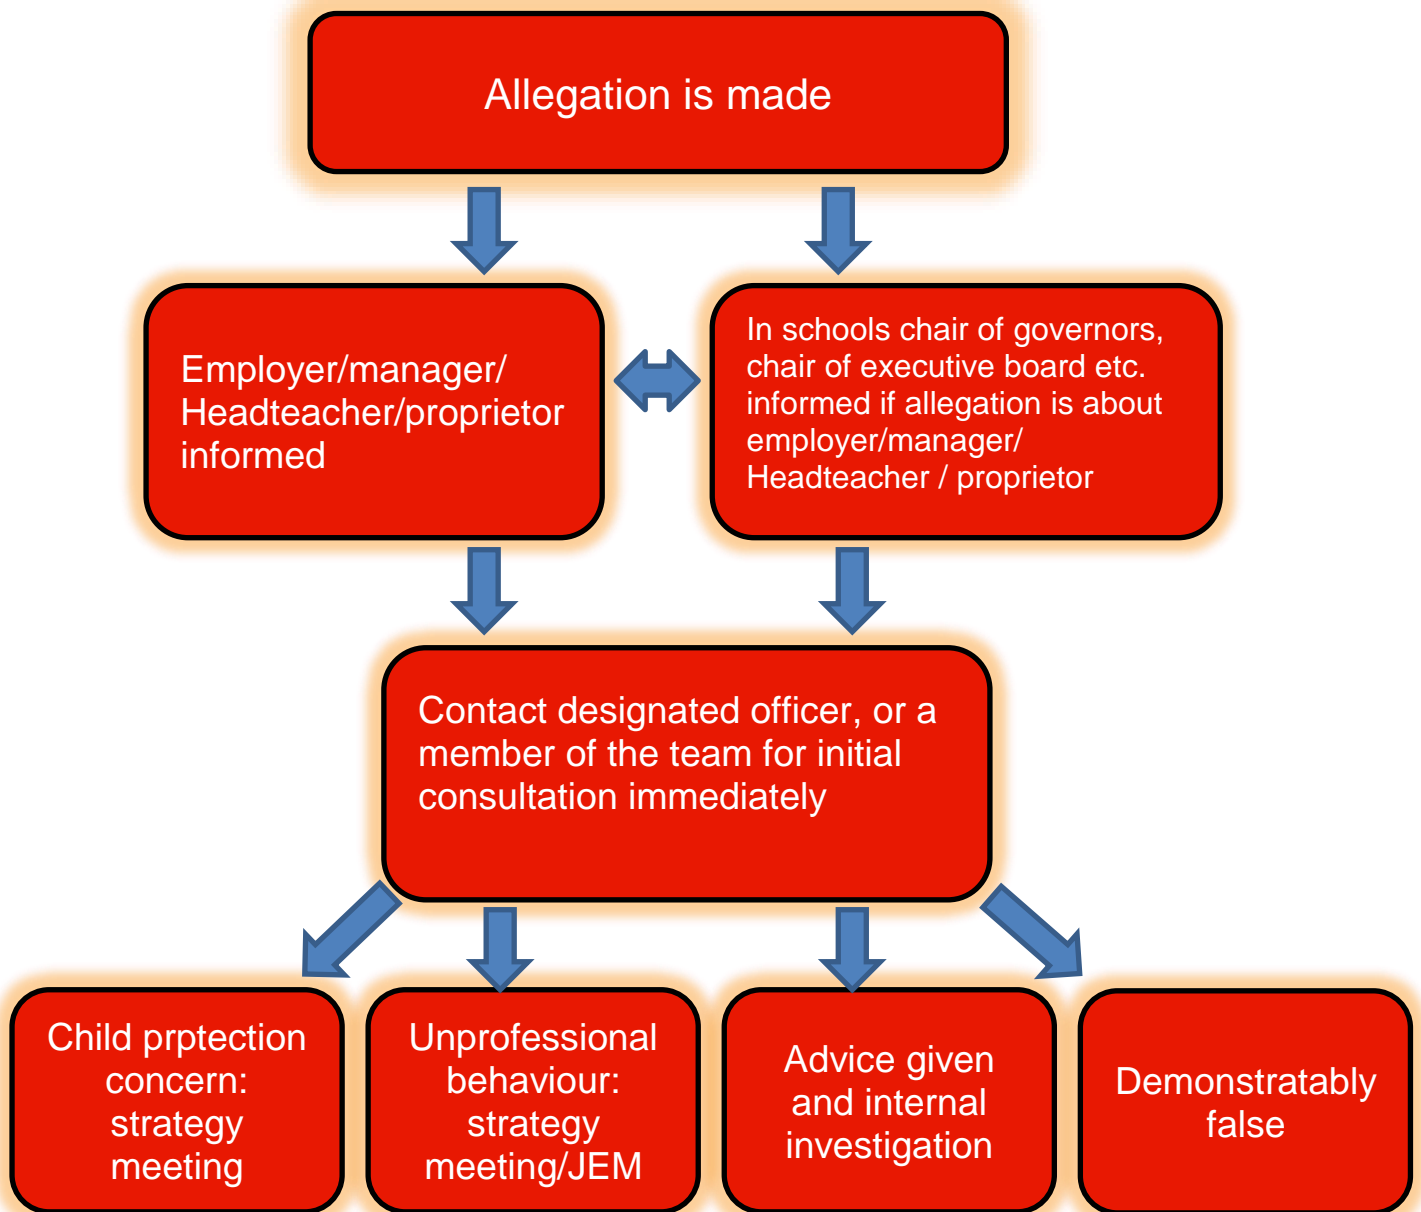 Allegation is made
Employer/manager/
Headteacher/proprietor
informed
In schools chair of governors,
chair of executive board etc.
informed if allegation is about
employer/manager/
Headteacher / proprietor
Contact designated officer, or a
member of the team for initial
consultation immediately
Child prptection
concern:
strategy
meeting
Unprofessional
behaviour:
strategy
meeting/JEM
Advice given
and internal
investigation
Demonstratably
false